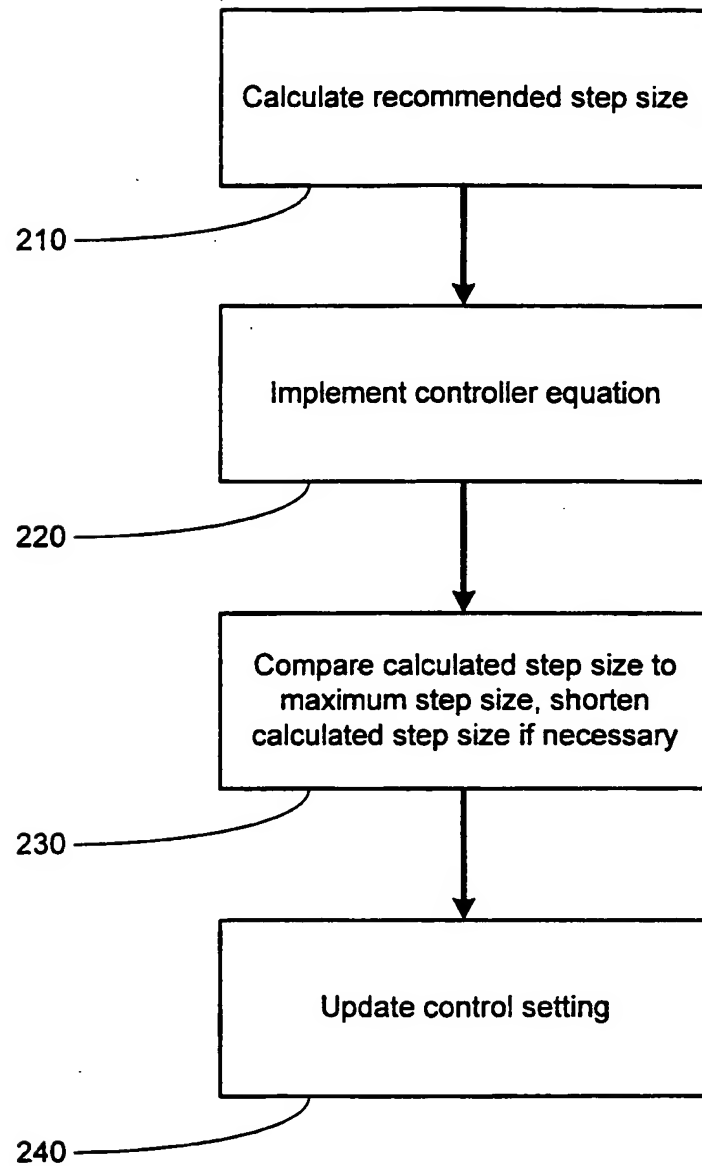 Calculate recommended step size
210
Implement controller equation
220
Compare calculated step size to
maximum step size, shorten
calculated step size if necessary
230
Update control setting
240